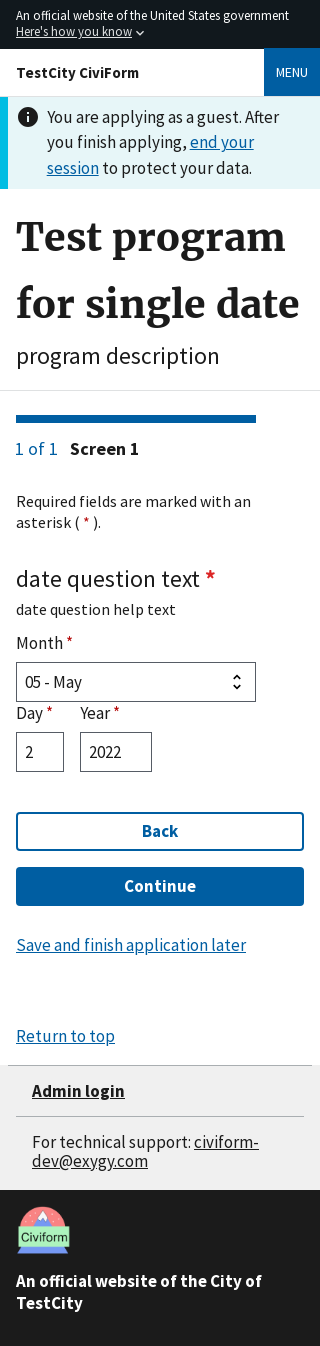 An official website of the United States government
Here's how you know
TestCity CiviForm
MENU
You are applying as a guest. After
you finish applying, end your
session to protect your data.
Test program
for single date
program description
1 of 1 Screen 1
Required fields are marked with an
asterisk ( * ).
date question text *
date question help text
Month *
05 - May
Day * Year *
2 2022
Back
Continue
Save and finish application later
Return to top
Admin login
For technical support: civiform-
dev@exygy.com
Civiform
An official website of the City of
TestCity